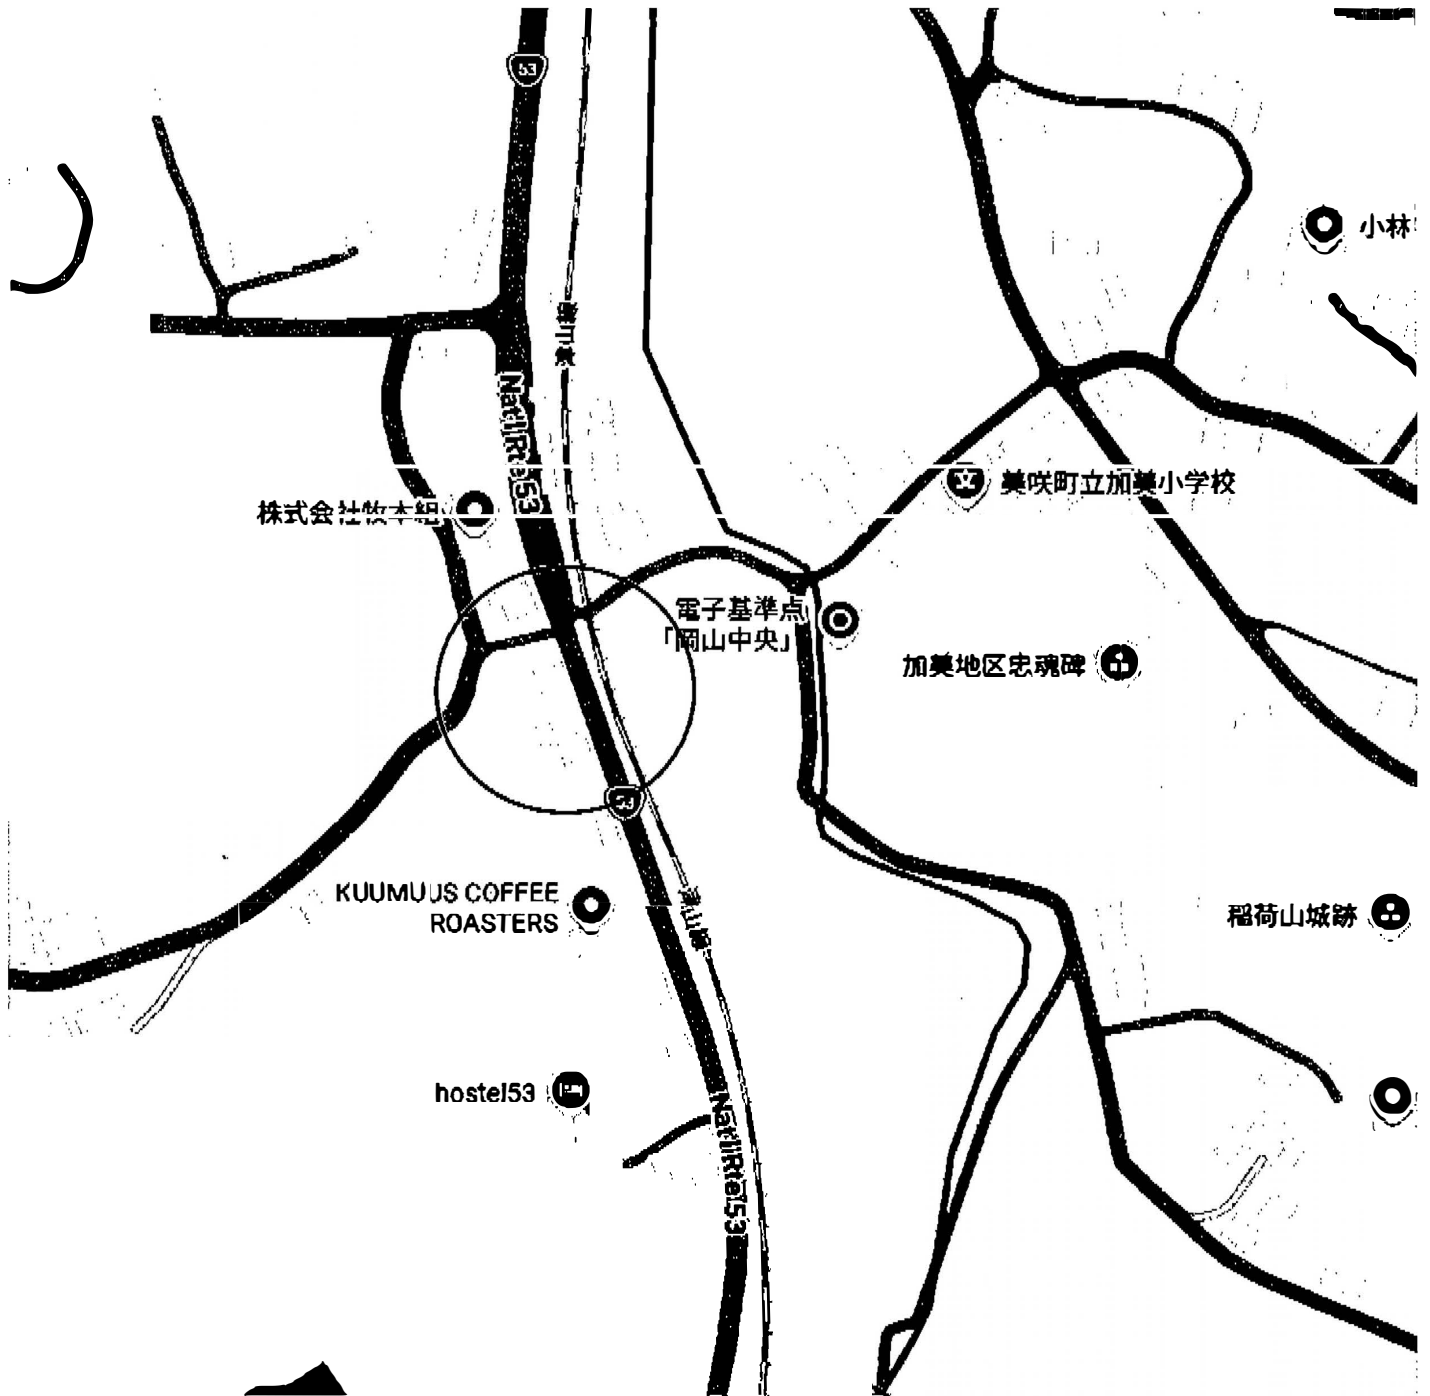 53
小林
Nat'l Rte 53
株式会社牧本組
美咲町立加美小学校
電子基準点
「岡山中央」
加美地区忠魂碑
53
KUUMUUS COFFEE
ROASTERS
稲荷山城跡
hostel53
Nat'l Rte 53